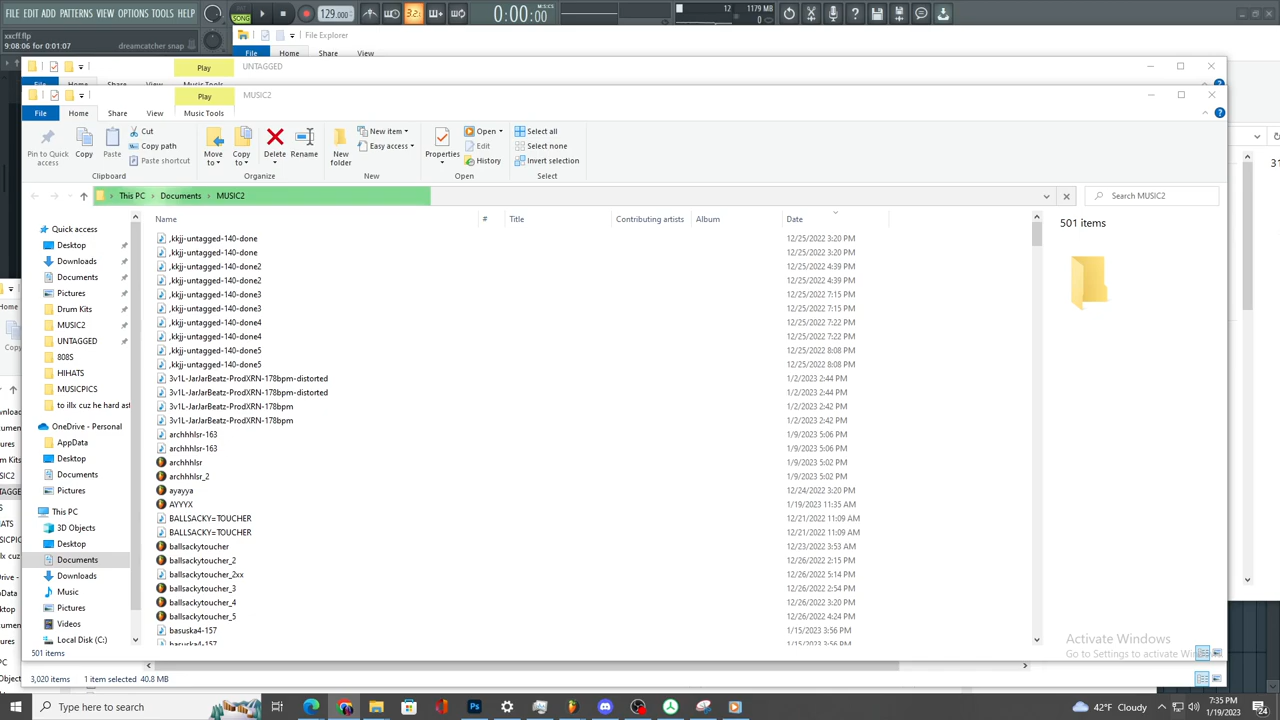 FILE EDIT ADD PATTERNS VIEW OPTIONS TOOLS HELP
SONG
129.000
32
0:00:00
12
1179 MB
xxcff.flp
9:08:06 for 0:01:07
dreamcatcher snap
File Explorer
File Home Share View
Play
UNTAGGED
Play
MUSIC2
File Home Share View Music Tools
Pin to Quick access
Copy
Paste
Cut
Copy path
Paste shortcut
Clipboard
Move to
Copy to
Delete
Rename
Organize
New folder
New item
Easy access
New
Properties
Open
Edit
History
Open
Select all
Select none
Invert selection
Select
This PC > Documents > MUSIC2
Search MUSIC2
Name # Title Contributing artists Album Date
501 items
Quick access
Desktop
Downloads
Documents
Pictures
Drum Kits
MUSIC2
UNTAGGED
808S
HIHATS
MUSICPICS
to illx cuz he hard ast
OneDrive - Personal
AppData
Desktop
Documents
Pictures
This PC
3D Objects
Desktop
Documents
Downloads
Music
Pictures
Videos
Local Disk (C:)
,kkjj-untagged-140-done 12/25/2022 3:20 PM
,kkjj-untagged-140-done 12/25/2022 3:20 PM
,kkjj-untagged-140-done2 12/25/2022 4:39 PM
,kkjj-untagged-140-done2 12/25/2022 4:39 PM
,kkjj-untagged-140-done3 12/25/2022 7:15 PM
,kkjj-untagged-140-done3 12/25/2022 7:15 PM
,kkjj-untagged-140-done4 12/25/2022 7:22 PM
,kkjj-untagged-140-done4 12/25/2022 7:22 PM
,kkjj-untagged-140-done5 12/25/2022 8:08 PM
,kkjj-untagged-140-done5 12/25/2022 8:08 PM
3v1L-JarJarBeatz-ProdXRN-178bpm-distorted 1/2/2023 2:44 PM
3v1L-JarJarBeatz-ProdXRN-178bpm-distorted 1/2/2023 2:44 PM
3v1L-JarJarBeatz-ProdXRN-178bpm 1/2/2023 2:42 PM
3v1L-JarJarBeatz-ProdXRN-178bpm 1/2/2023 2:42 PM
archhhlsr-163 1/9/2023 5:06 PM
archhhlsr-163 1/9/2023 5:06 PM
archhhlsr 1/9/2023 5:02 PM
archhhlsr_2 1/9/2023 5:02 PM
ayayya 12/24/2022 3:20 PM
AYYYX 1/19/2023 11:35 AM
BALLSACKY=TOUCHER 12/21/2022 11:09 AM
BALLSACKY=TOUCHER 12/21/2022 11:09 AM
ballsackytoucher 12/23/2022 3:53 AM
ballsackytoucher_2 12/26/2022 2:15 PM
ballsackytoucher_2xx 12/26/2022 5:14 PM
ballsackytoucher_3 12/26/2022 2:54 PM
ballsackytoucher_4 12/26/2022 3:20 PM
ballsackytoucher_5 12/26/2022 4:24 PM
basuska4-157 1/15/2023 3:56 PM
basuska4-157 1/15/2023 3:56 PM
501 items
3,020 items 1 item selected 40.8 MB
Activate Windows
Go to Settings to activate Windows.
Type here to search
42°F Cloudy
7:35 PM
1/19/2023
24